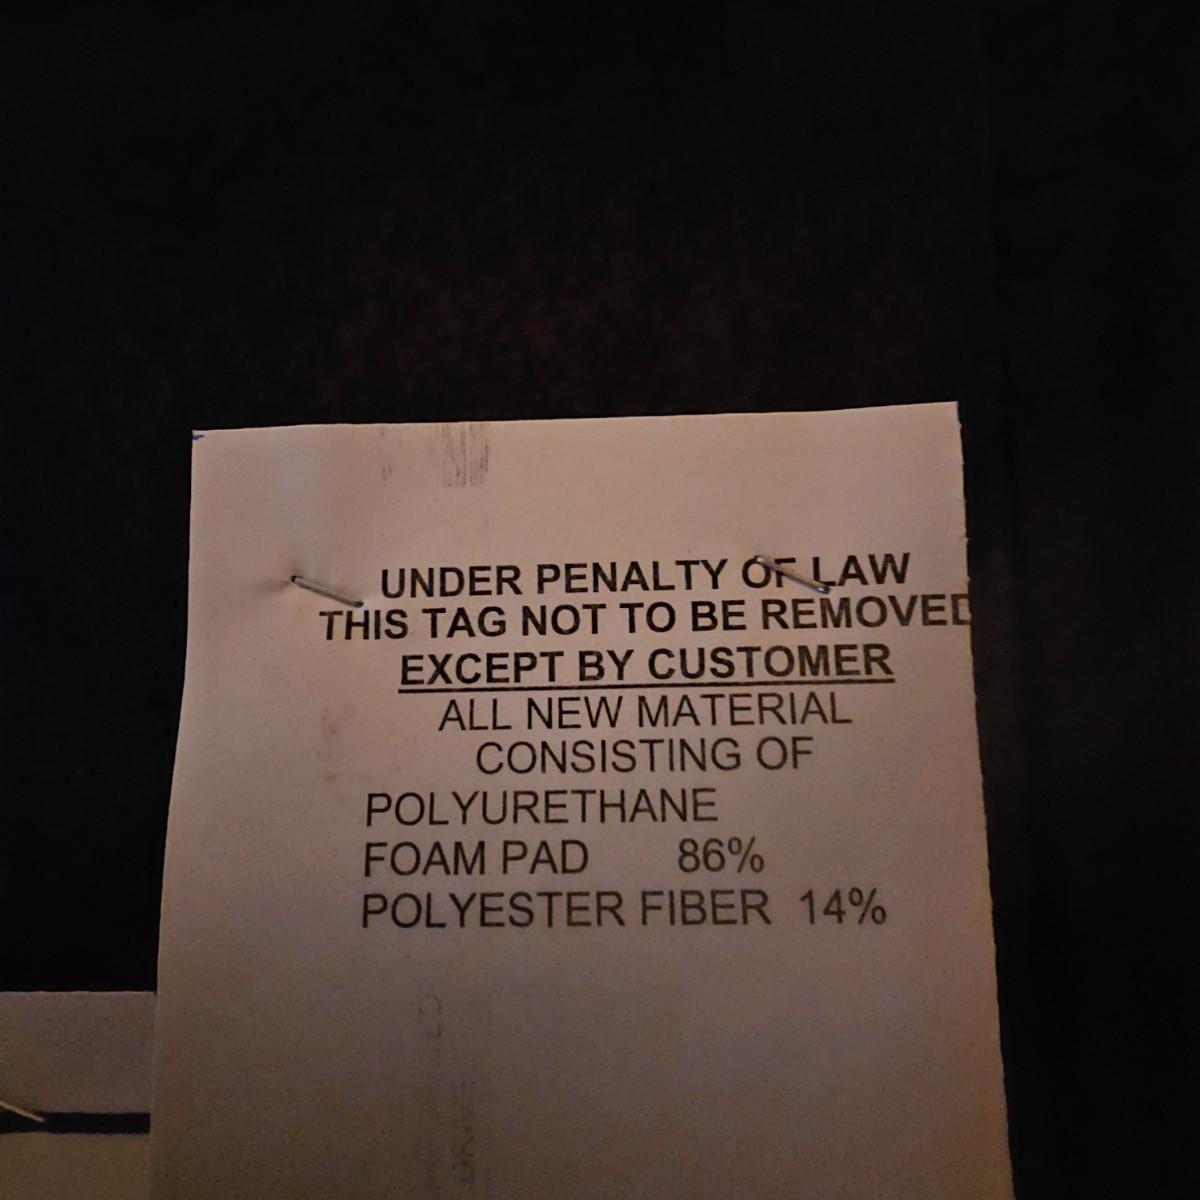 UNDER PENALTY OF LAW
THIS TAG NOT TO BE REMOVED
EXCEPT BY CUSTOMER
ALL NEW MATERIAL
CONSISTING OF
POLYURETHANE
FOAM PAD 86%
POLYESTER FIBER 14%